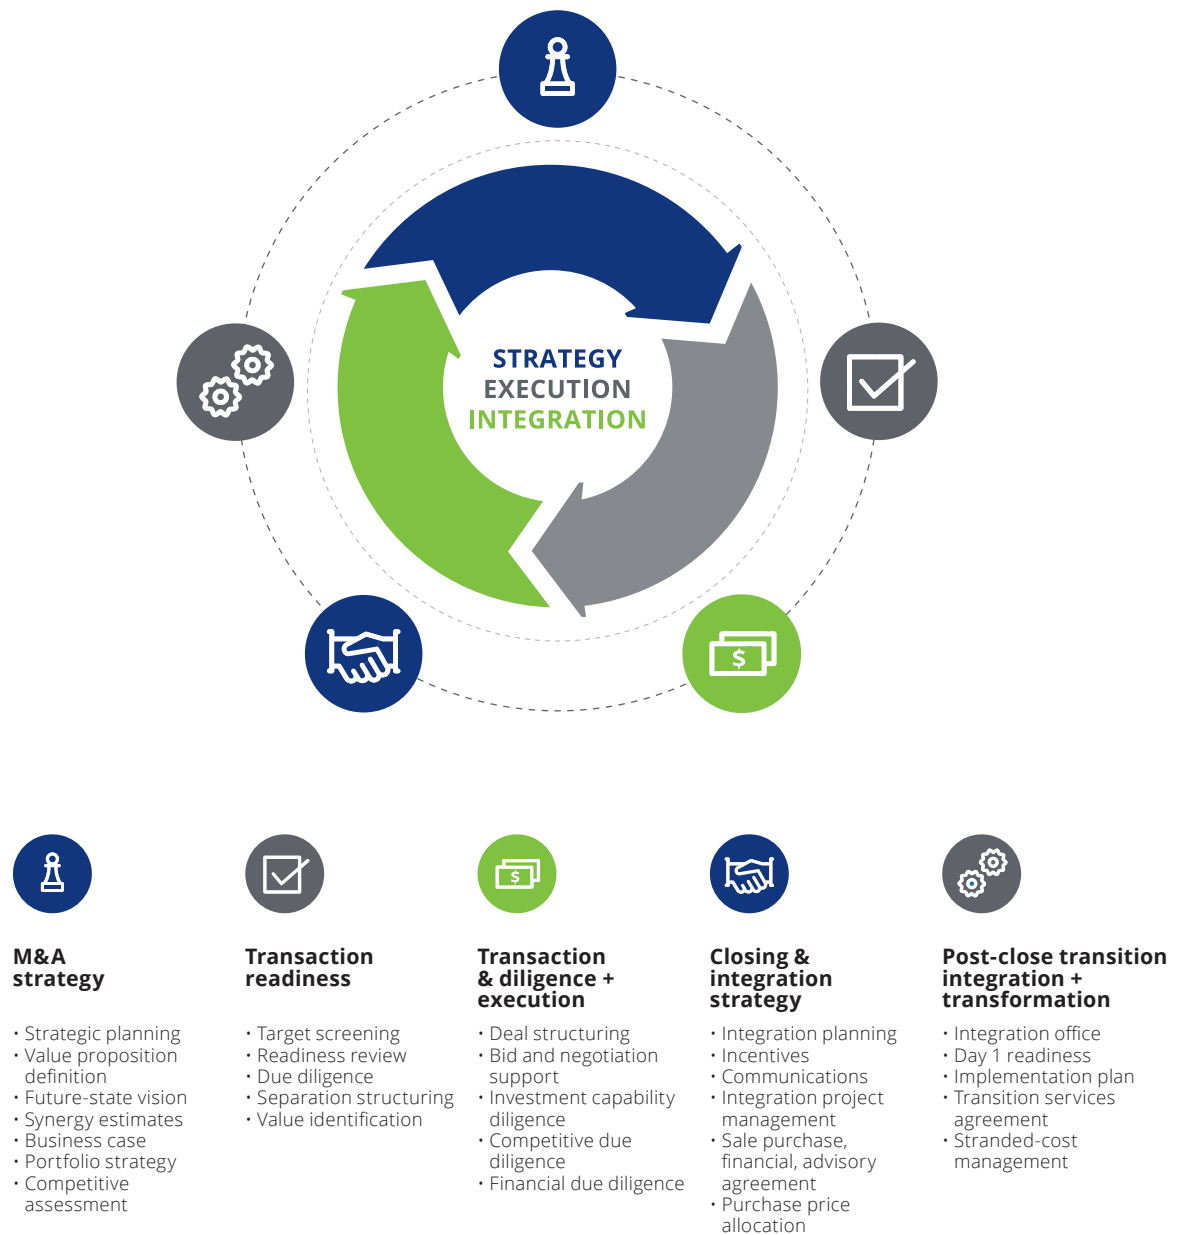 STRATEGY
EXECUTION
INTEGRATION
$
$
M&A
strategy
• Strategic planning
• Value proposition
definition
• Future-state vision
• Synergy estimates
• Business case
• Portfolio strategy
• Competitive
assessment
Transaction
readiness
• Target screening
• Readiness review
• Due diligence
• Separation structuring
• Value identification
Transaction
& diligence +
execution
• Deal structuring
• Bid and negotiation
support
• Investment capability
diligence
• Competitive due
diligence
• Financial due diligence
Closing &
integration
strategy
• Integration planning
• Incentives
• Communications
• Integration project
management
• Sale purchase,
financial, advisory
agreement
• Purchase price
allocation
Post-close transition
integration +
transformation
• Integration office
• Day 1 readiness
• Implementation plan
• Transition services
agreement
• Stranded-cost
management